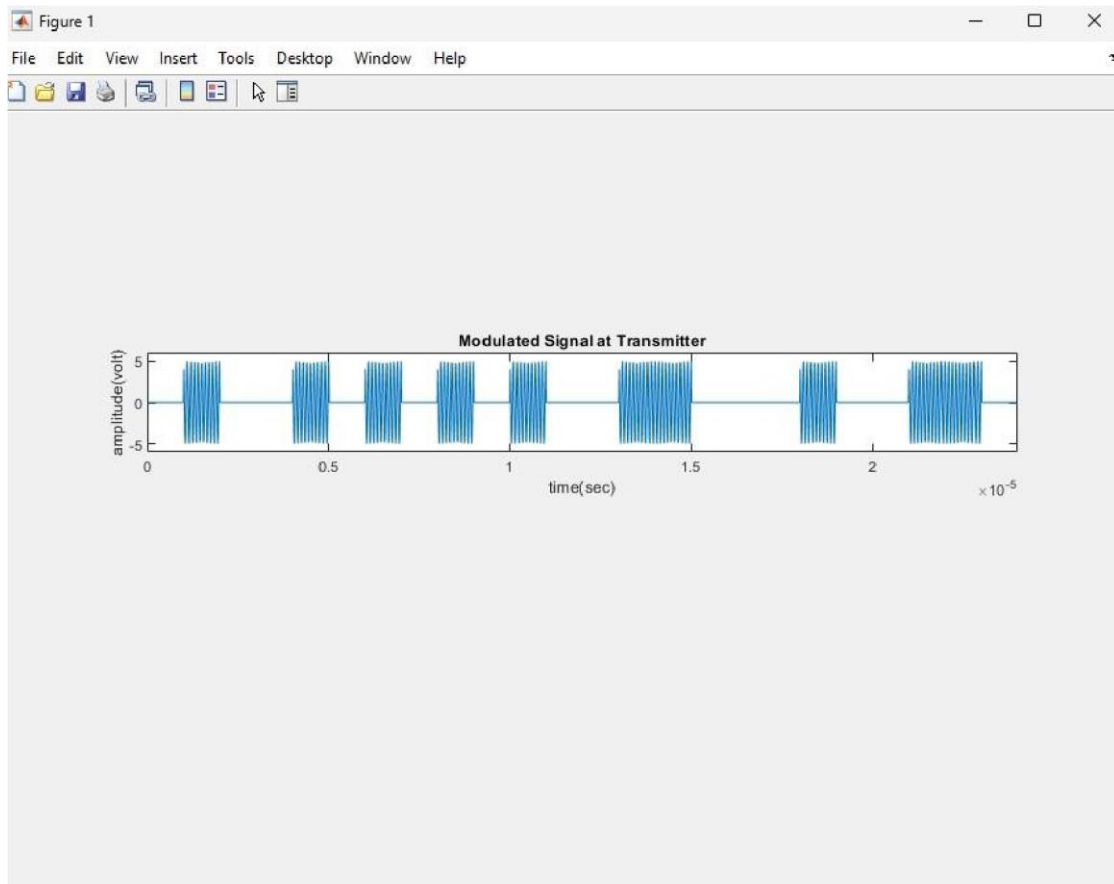 Figure 1
File Edit View Insert Tools Desktop Window Help
Modulated Signal at Transmitter
amplitude(volt)
5
0
-5
0 0.5 1 1.5 2
time(sec)
×10⁻⁵